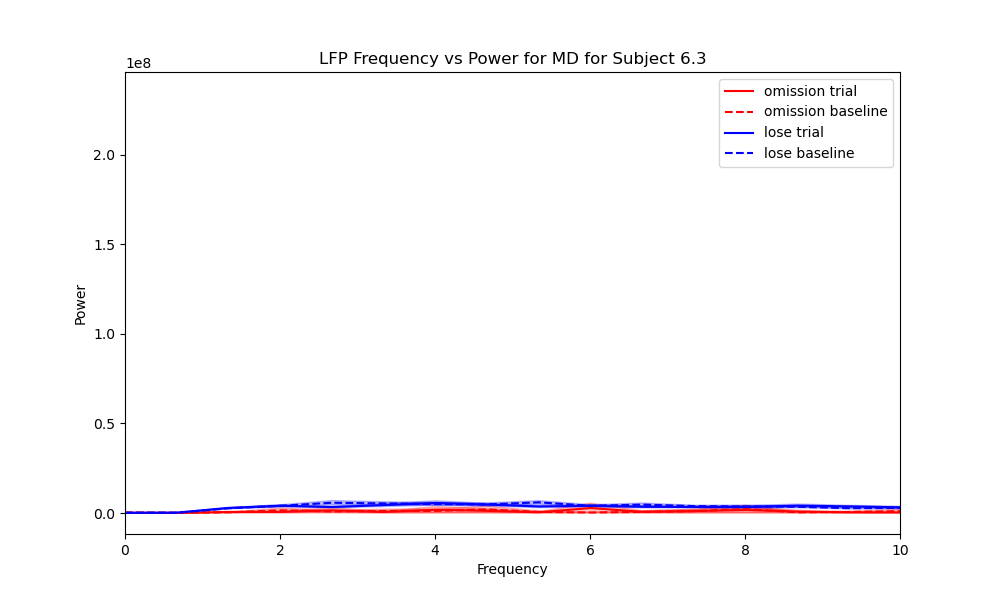 LFP Frequency vs Power for MD for Subject 6.3
1e8
omission trial
omission baseline
lose trial
lose baseline
2.0
1.5
1.0
0.5
0.0
Power
0 2 4 6 8 10
Frequency